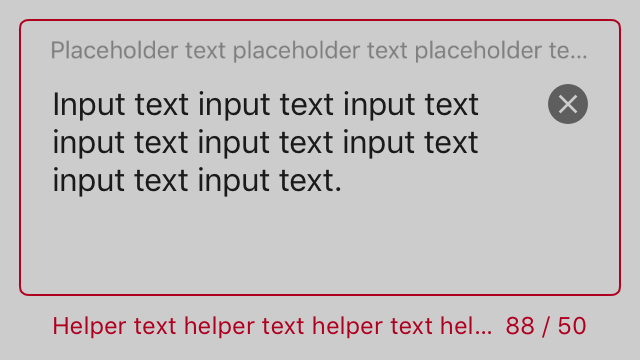 Placeholder text placeholder text placeholder te...
Input text input text input text
input text input text input text
input text input text.
Helper text helper text helper text hel... 88 / 50